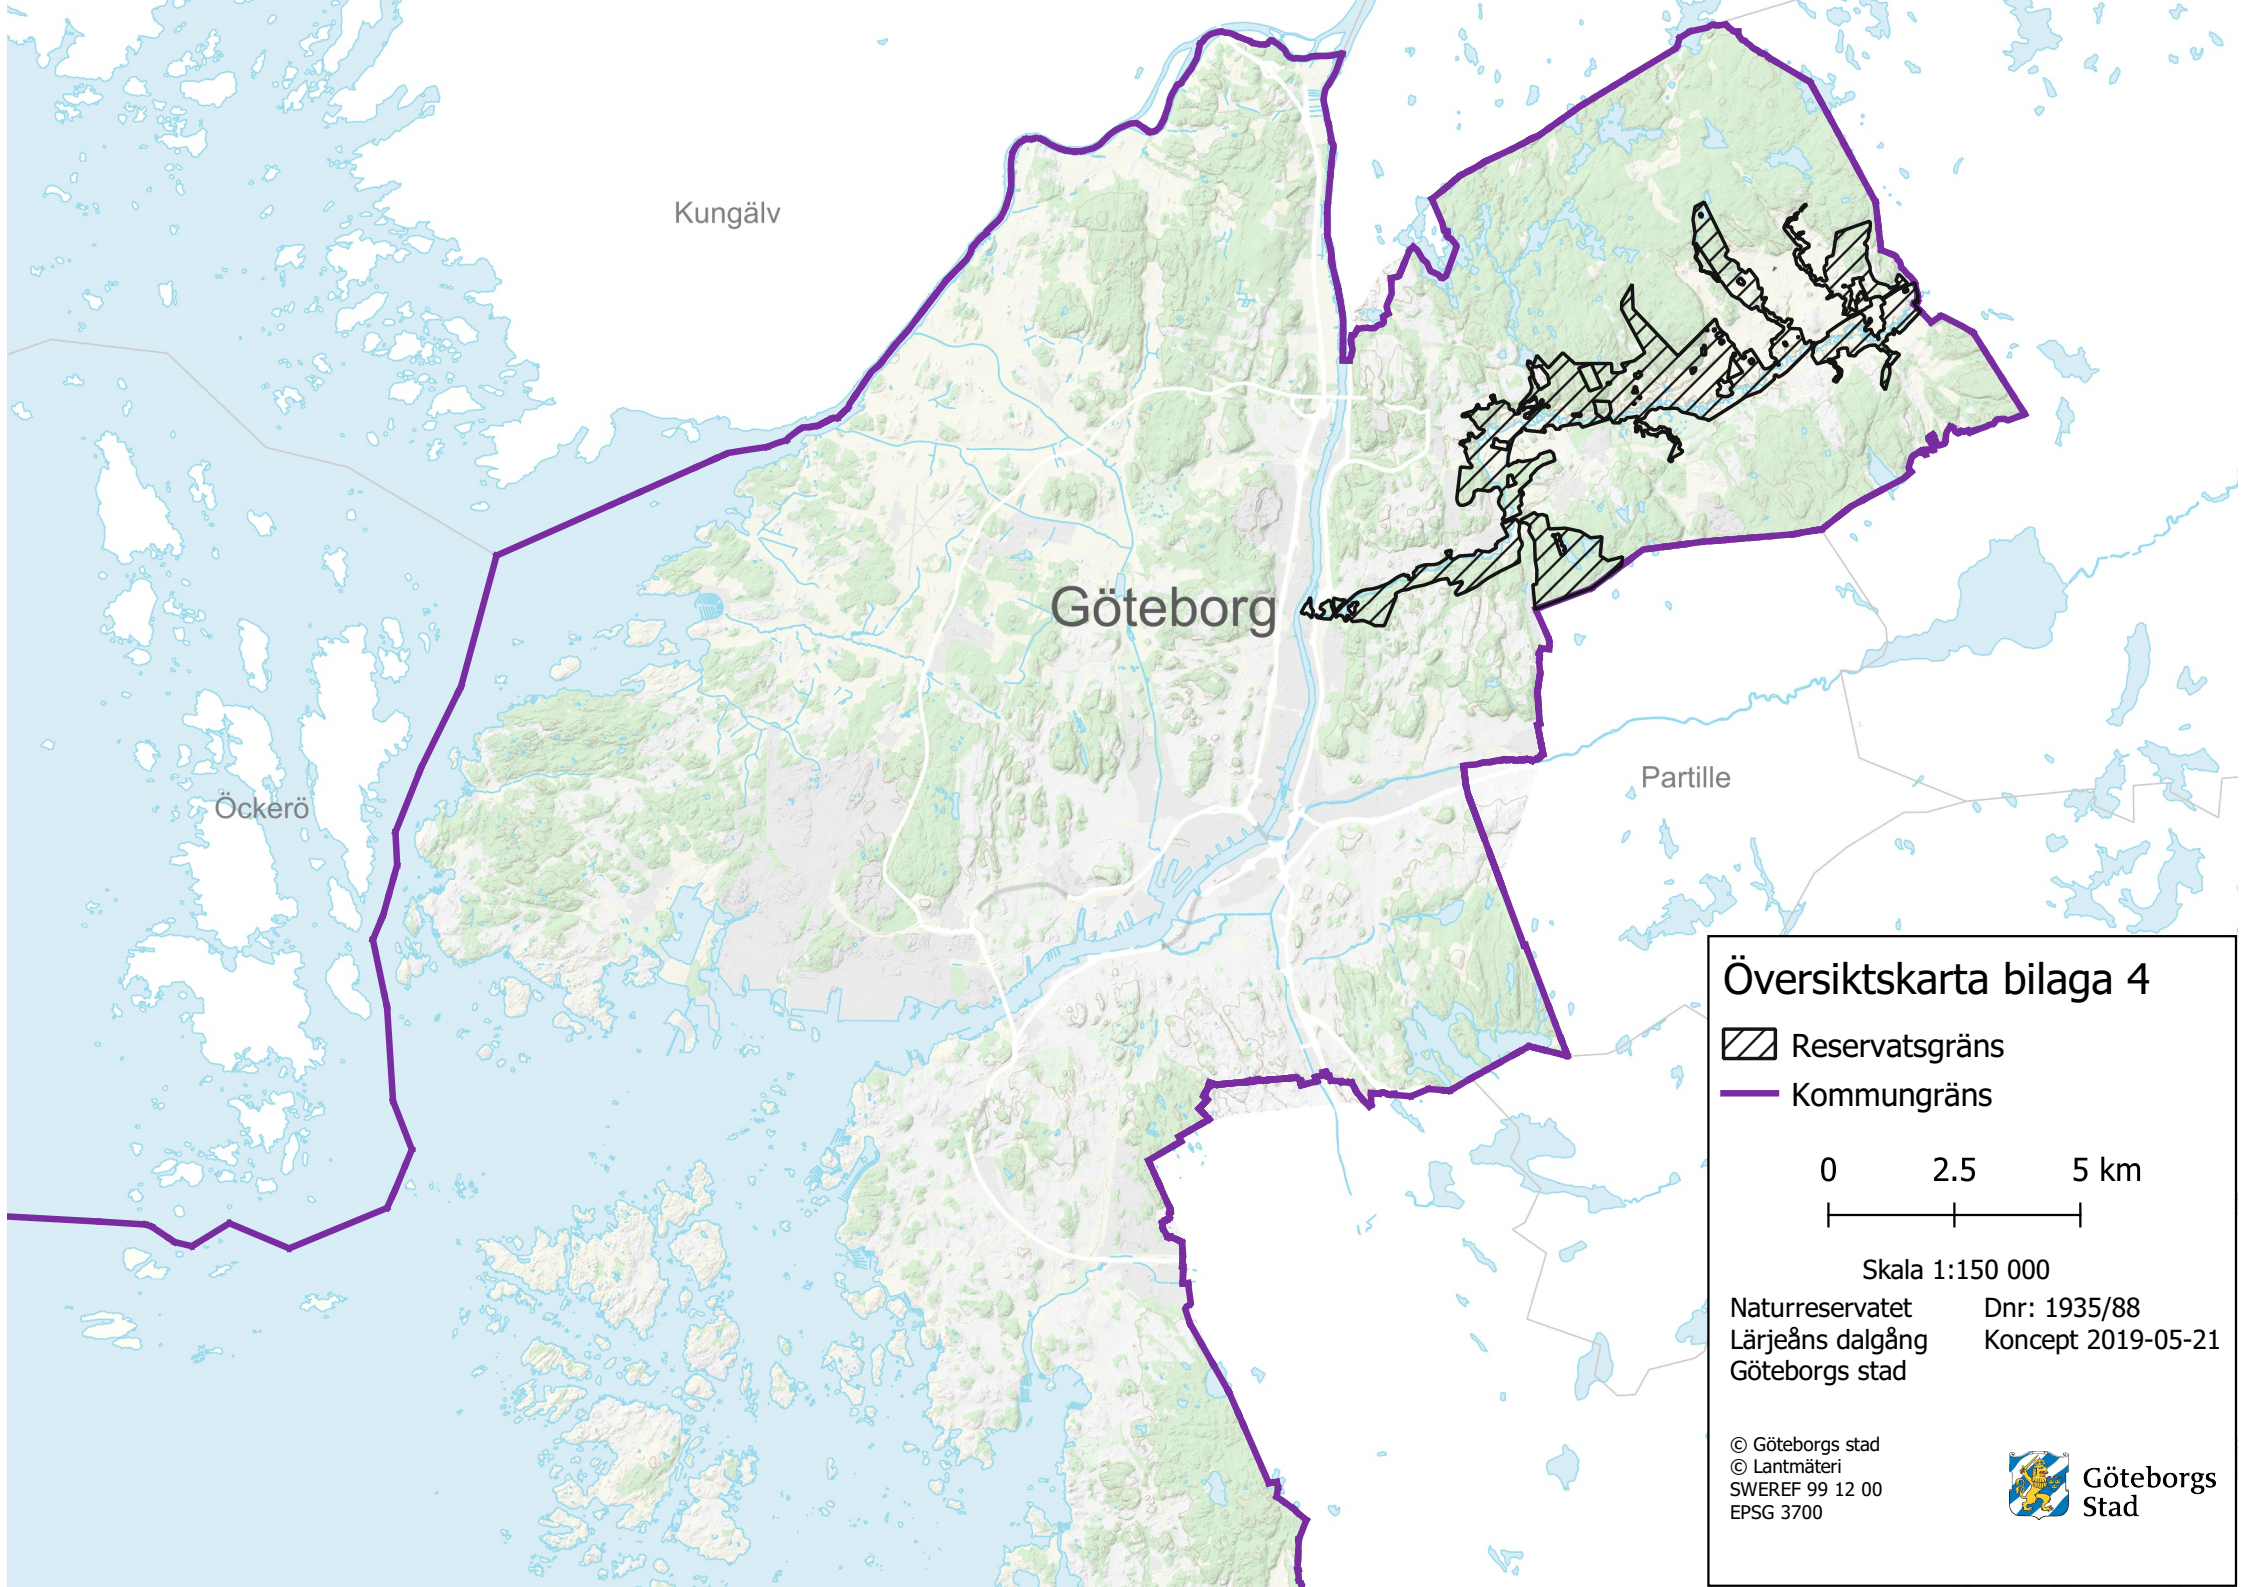 Kungälv
Göteborg
Öckerö
Partille
Översiktskarta bilaga 4
Reservatsgräns
Kommungräns
0 2.5 5 km
Skala 1:150 000
Naturreservatet
Lärjeåns dalgång
Göteborgs stad
Dnr: 1935/88
Koncept 2019-05-21
© Göteborgs stad
© Lantmäteri
SWEREF 99 12 00
EPSG 3700
Göteborgs
Stad